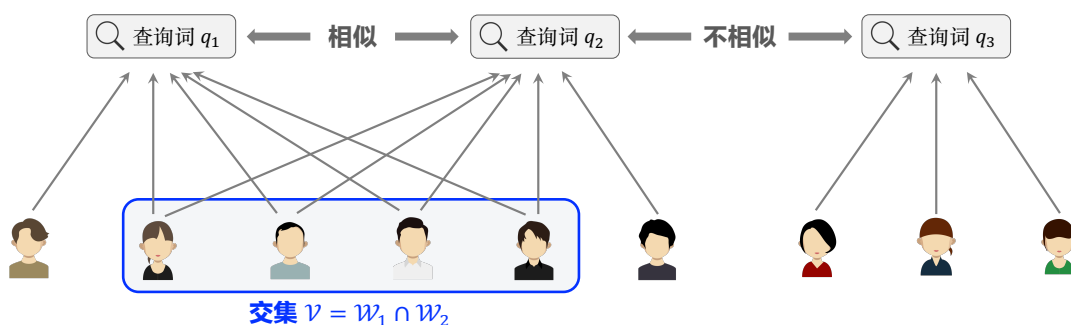 查询词 q₁
相似
查询词 q₂
不相似
查询词 q₃
交集 𝒱 = 𝒲₁ ∩ 𝒲₂